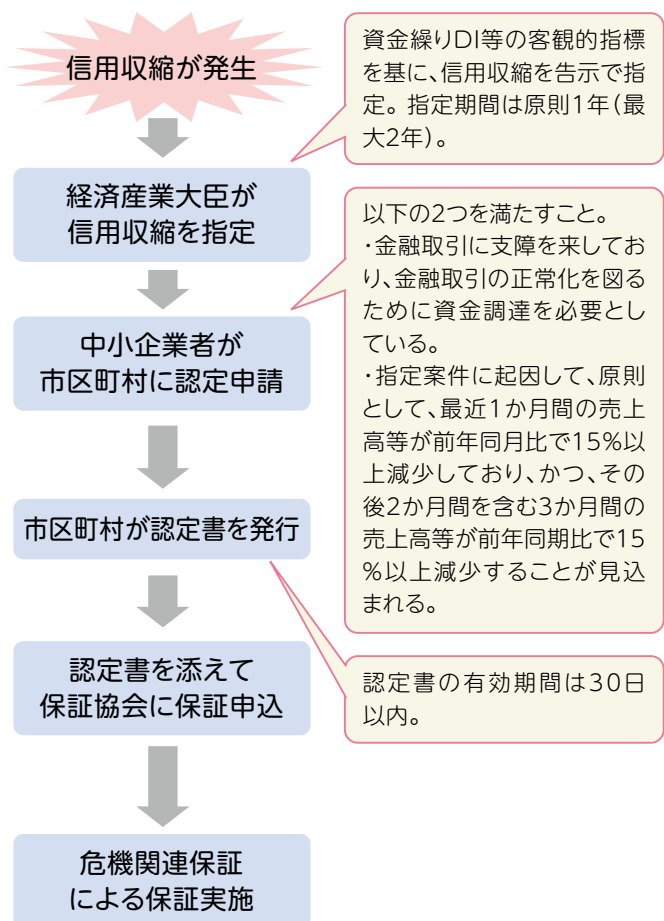 信用収縮が発生
資金繰りDI等の客観的指標
を基に、信用収縮を告示で指
定。指定期間は原則1年(最
大2年)。
経済産業大臣が
信用収縮を指定
以下の2つを満たすこと。
・金融取引に支障を来してお
り、金融取引の正常化を図る
ために資金調達を必要とし
ている。
・指定案件に起因して、原則
として、最近1か月間の売上
高等が前年同月比で15%以
上減少しており、かつ、その
後2か月間を含む3か月間の
売上高等が前年同期比で15
%以上減少することが見込
まれる。
中小企業者が
市区町村に認定申請
市区町村が認定書を発行
認定書の有効期間は30日
以内。
認定書を添えて
保証協会に保証申込
危機関連保証
による保証実施